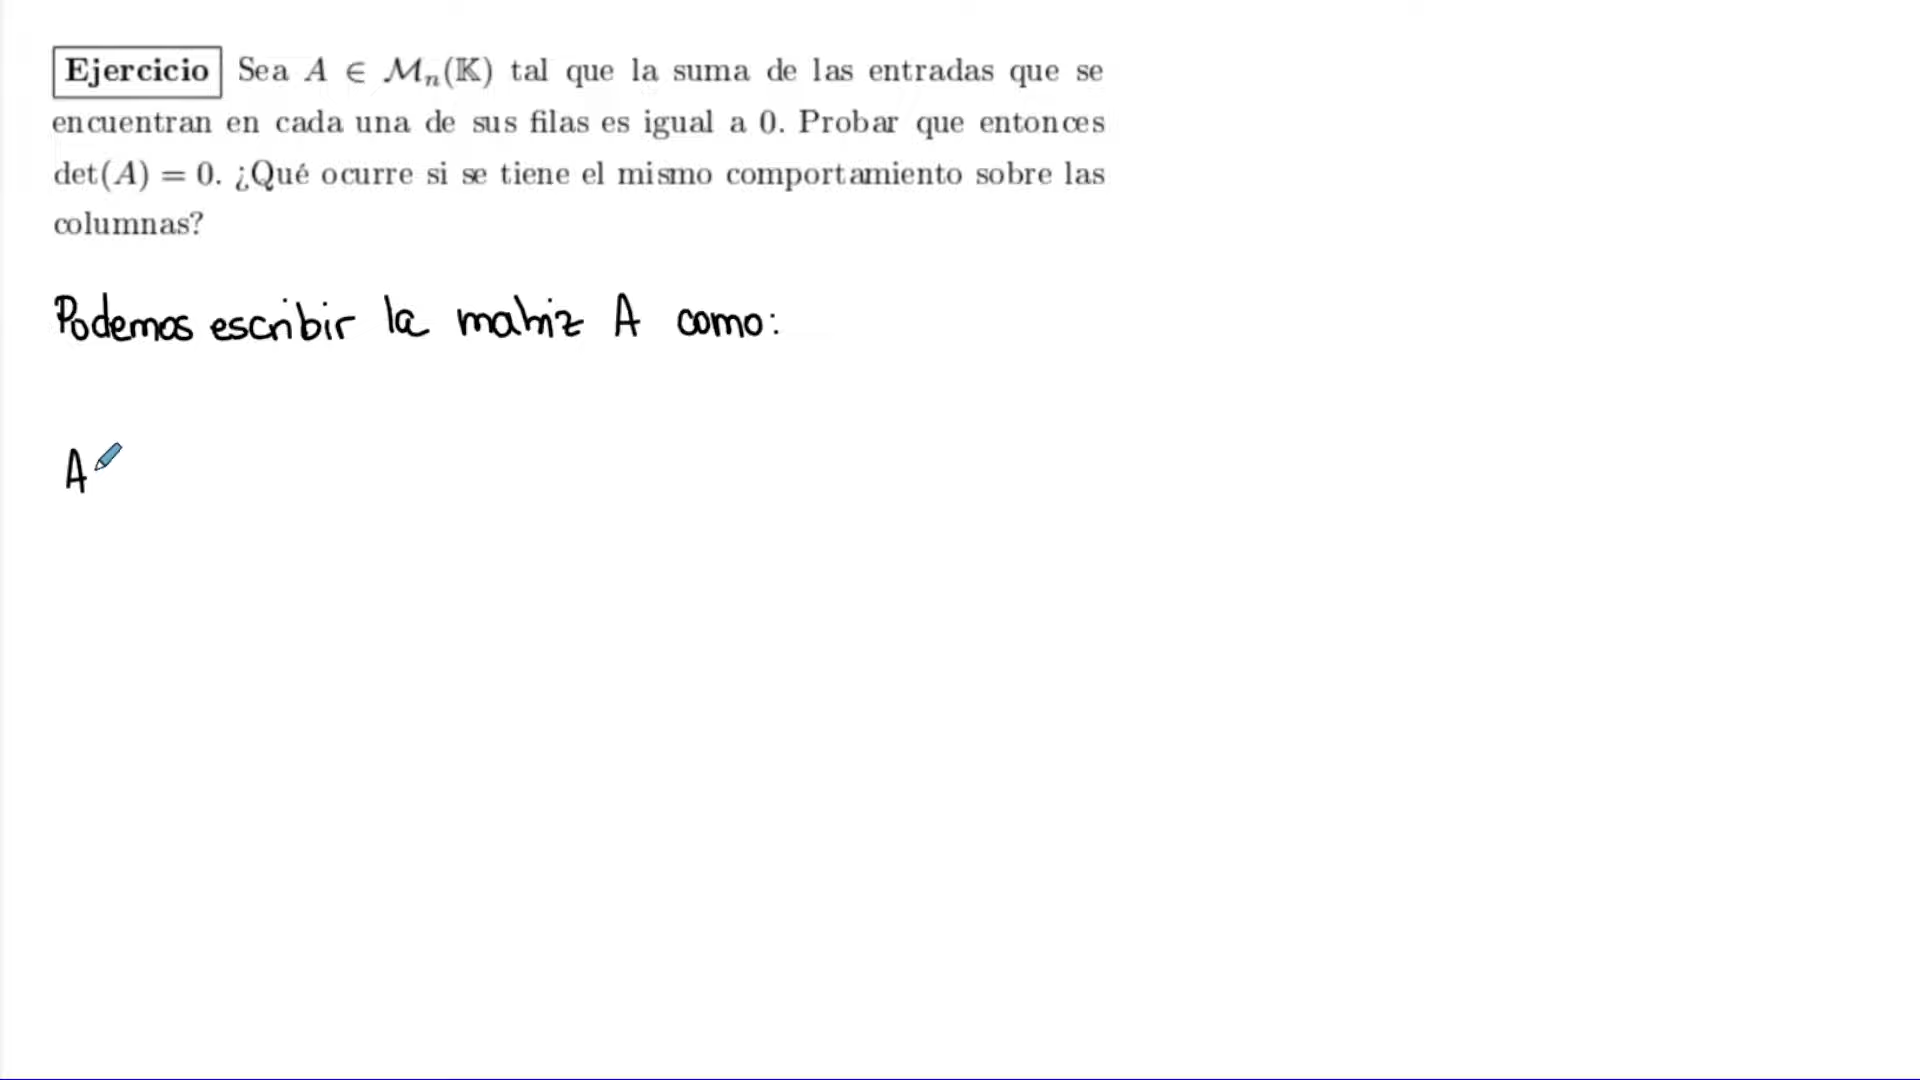 Ejercicio Sea A ∈ ℳₙ(𝕂) tal que la suma de las entradas que se
encuentran en cada una de sus filas es igual a 0. Probar que entonces
det(A) = 0. ¿Qué ocurre si se tiene el mismo comportamiento sobre las
columnas?
Podemos escribir la matriz A como:
A